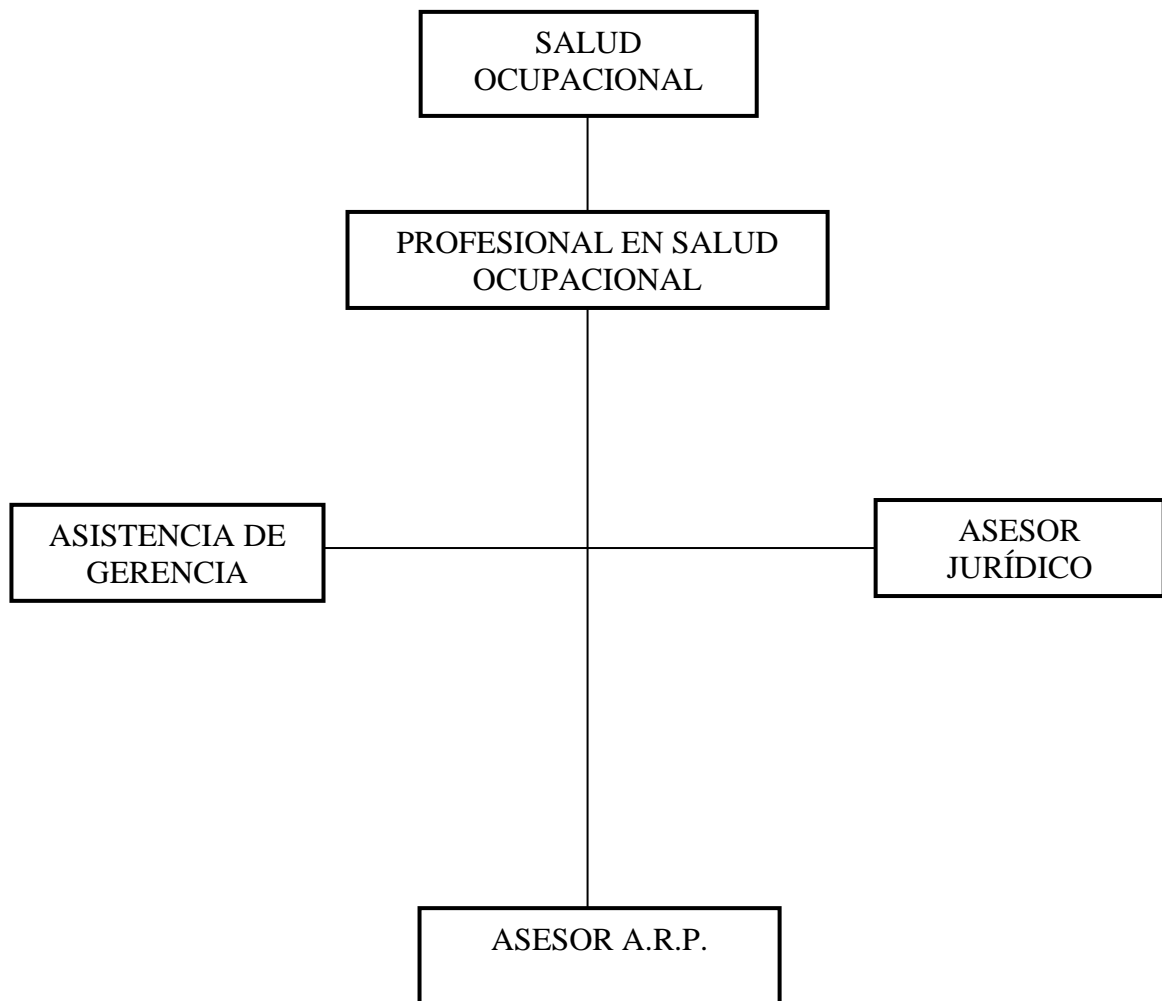 SALUD
OCUPACIONAL
PROFESIONAL EN SALUD
OCUPACIONAL
ASISTENCIA DE
GERENCIA
ASESOR
JURÍDICO
ASESOR A.R.P.